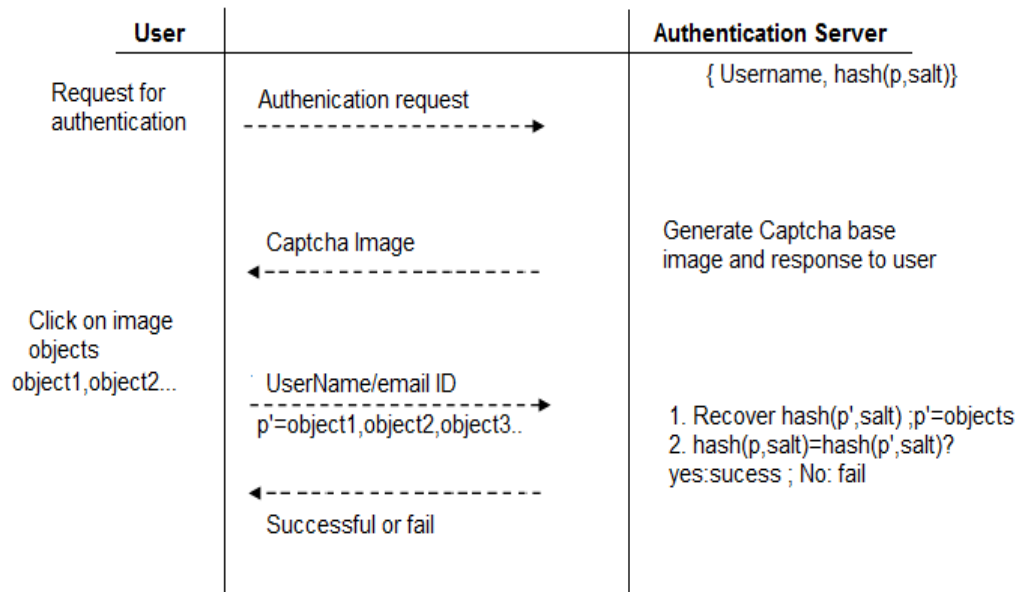 User
Authentication Server
{ Username, hash(p,salt)}
Request for
authentication
Authenication request
Captcha Image
Generate Captcha base
image and response to user
Click on image
objects
object1,object2...
UserName/email ID
p'=object1,object2,object3..
1. Recover hash(p',salt) ;p'=objects
2. hash(p,salt)=hash(p',salt)?
yes:sucess ; No: fail
Successful or fail